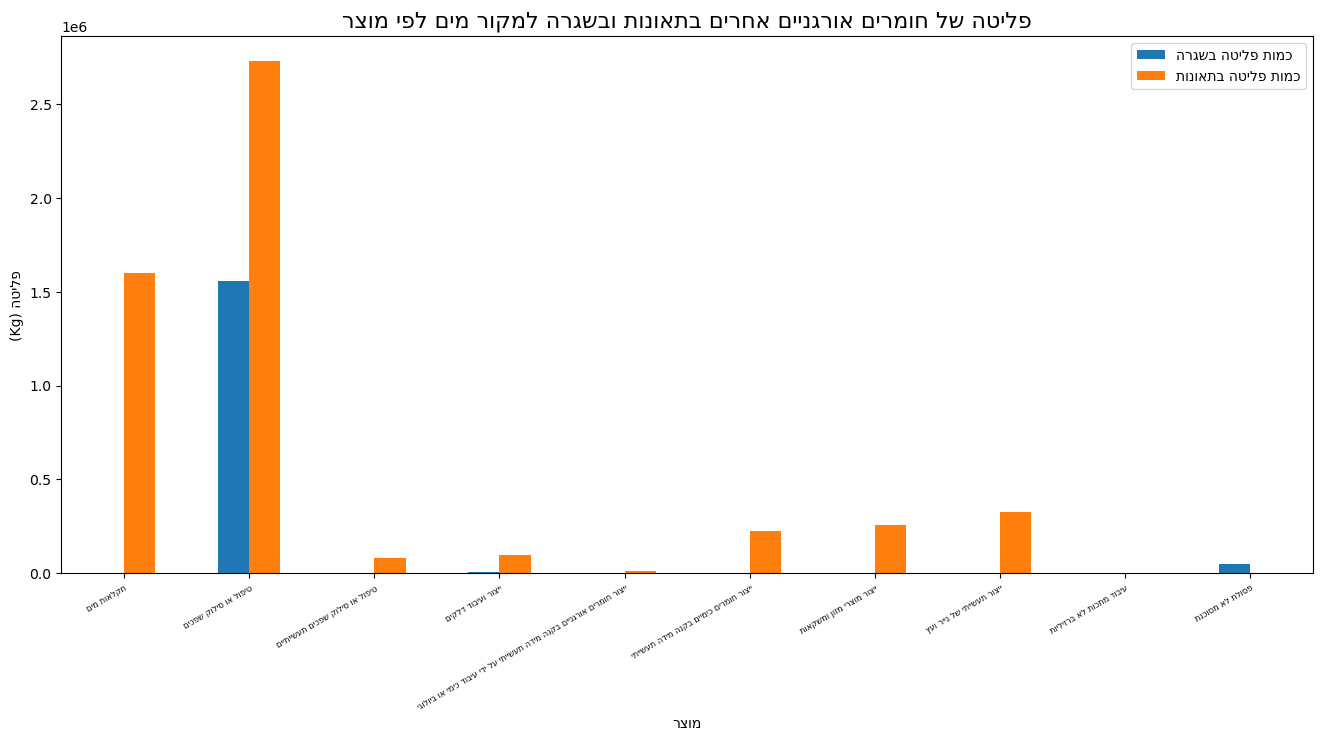 פליטה של חומרים אורגניים אחרים בתאונות ובשגרה למקור מים לפי מוצר
1e6
כמות פליטה בשגרה
כמות פליטה בתאונות
2.5
2.0
1.5
1.0
0.5
0.0
פליטה (Kg)
חקלאות מים
טיפול או סילוק שפכים
טיפול או סילוק שפכים תעשייתיים
ייצור ועיבוד דלקים
ייצור חומרים אורגניים בקנה מידה תעשייתי על ידי עיבוד כימי או ביולוגי
ייצור חומרים כימיים בקנה מידה תעשייתי
ייצור מוצרי מזון ומשקאות
ייצור תעשייתי של נייר ועץ
עיבוד מתכות לא ברזיליות
פסולת לא מסוכנת
מוצר